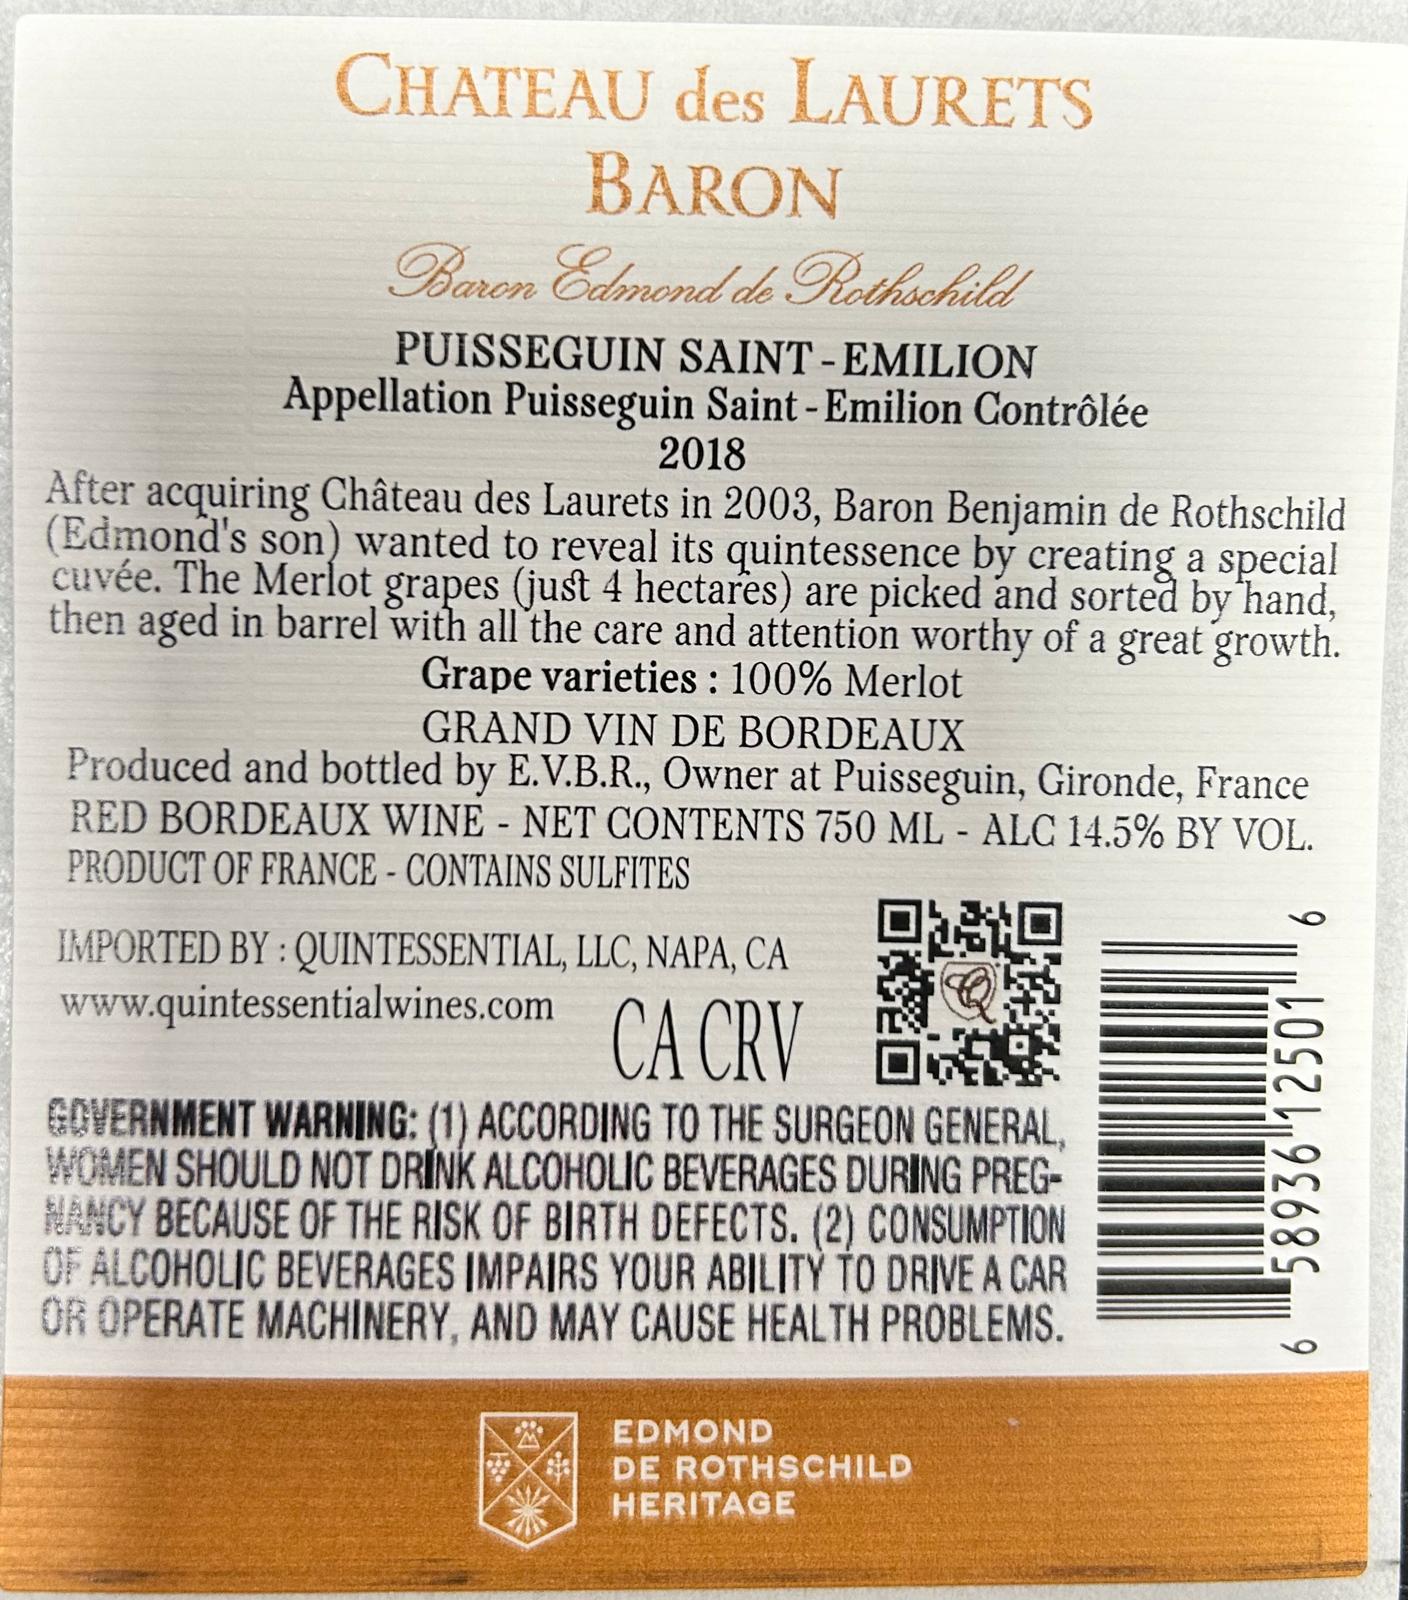 CHATEAU des LAURETS
BARON
Baron Edmond de Rothschild
PUISSEGUIN SAINT-EMILION
Appellation Puisseguin Saint-Emilion Contrôlée
2018
After acquiring Château des Laurets in 2003, Baron Benjamin de Rothschild
(Edmond's son) wanted to reveal its quintessence by creating a special
cuvée. The Merlot grapes (just 4 hectares) are picked and sorted by hand,
then aged in barrel with all the care and attention worthy of a great growth.
Grape varieties : 100% Merlot
GRAND VIN DE BORDEAUX
Produced and bottled by E.V.B.R., Owner at Puisseguin, Gironde, France
RED BORDEAUX WINE - NET CONTENTS 750 ML - ALC 14.5% BY VOL.
PRODUCT OF FRANCE - CONTAINS SULFITES
IMPORTED BY : QUINTESSENTIAL, LLC, NAPA, CA
www.quintessentialwines.com
CA CRV
Q
6 58936 12501 6
GOVERNMENT WARNING: (1) ACCORDING TO THE SURGEON GENERAL,
WOMEN SHOULD NOT DRINK ALCOHOLIC BEVERAGES DURING PREG-
NANCY BECAUSE OF THE RISK OF BIRTH DEFECTS. (2) CONSUMPTION
OF ALCOHOLIC BEVERAGES IMPAIRS YOUR ABILITY TO DRIVE A CAR
OR OPERATE MACHINERY, AND MAY CAUSE HEALTH PROBLEMS.
EDMOND
DE ROTHSCHILD
HERITAGE